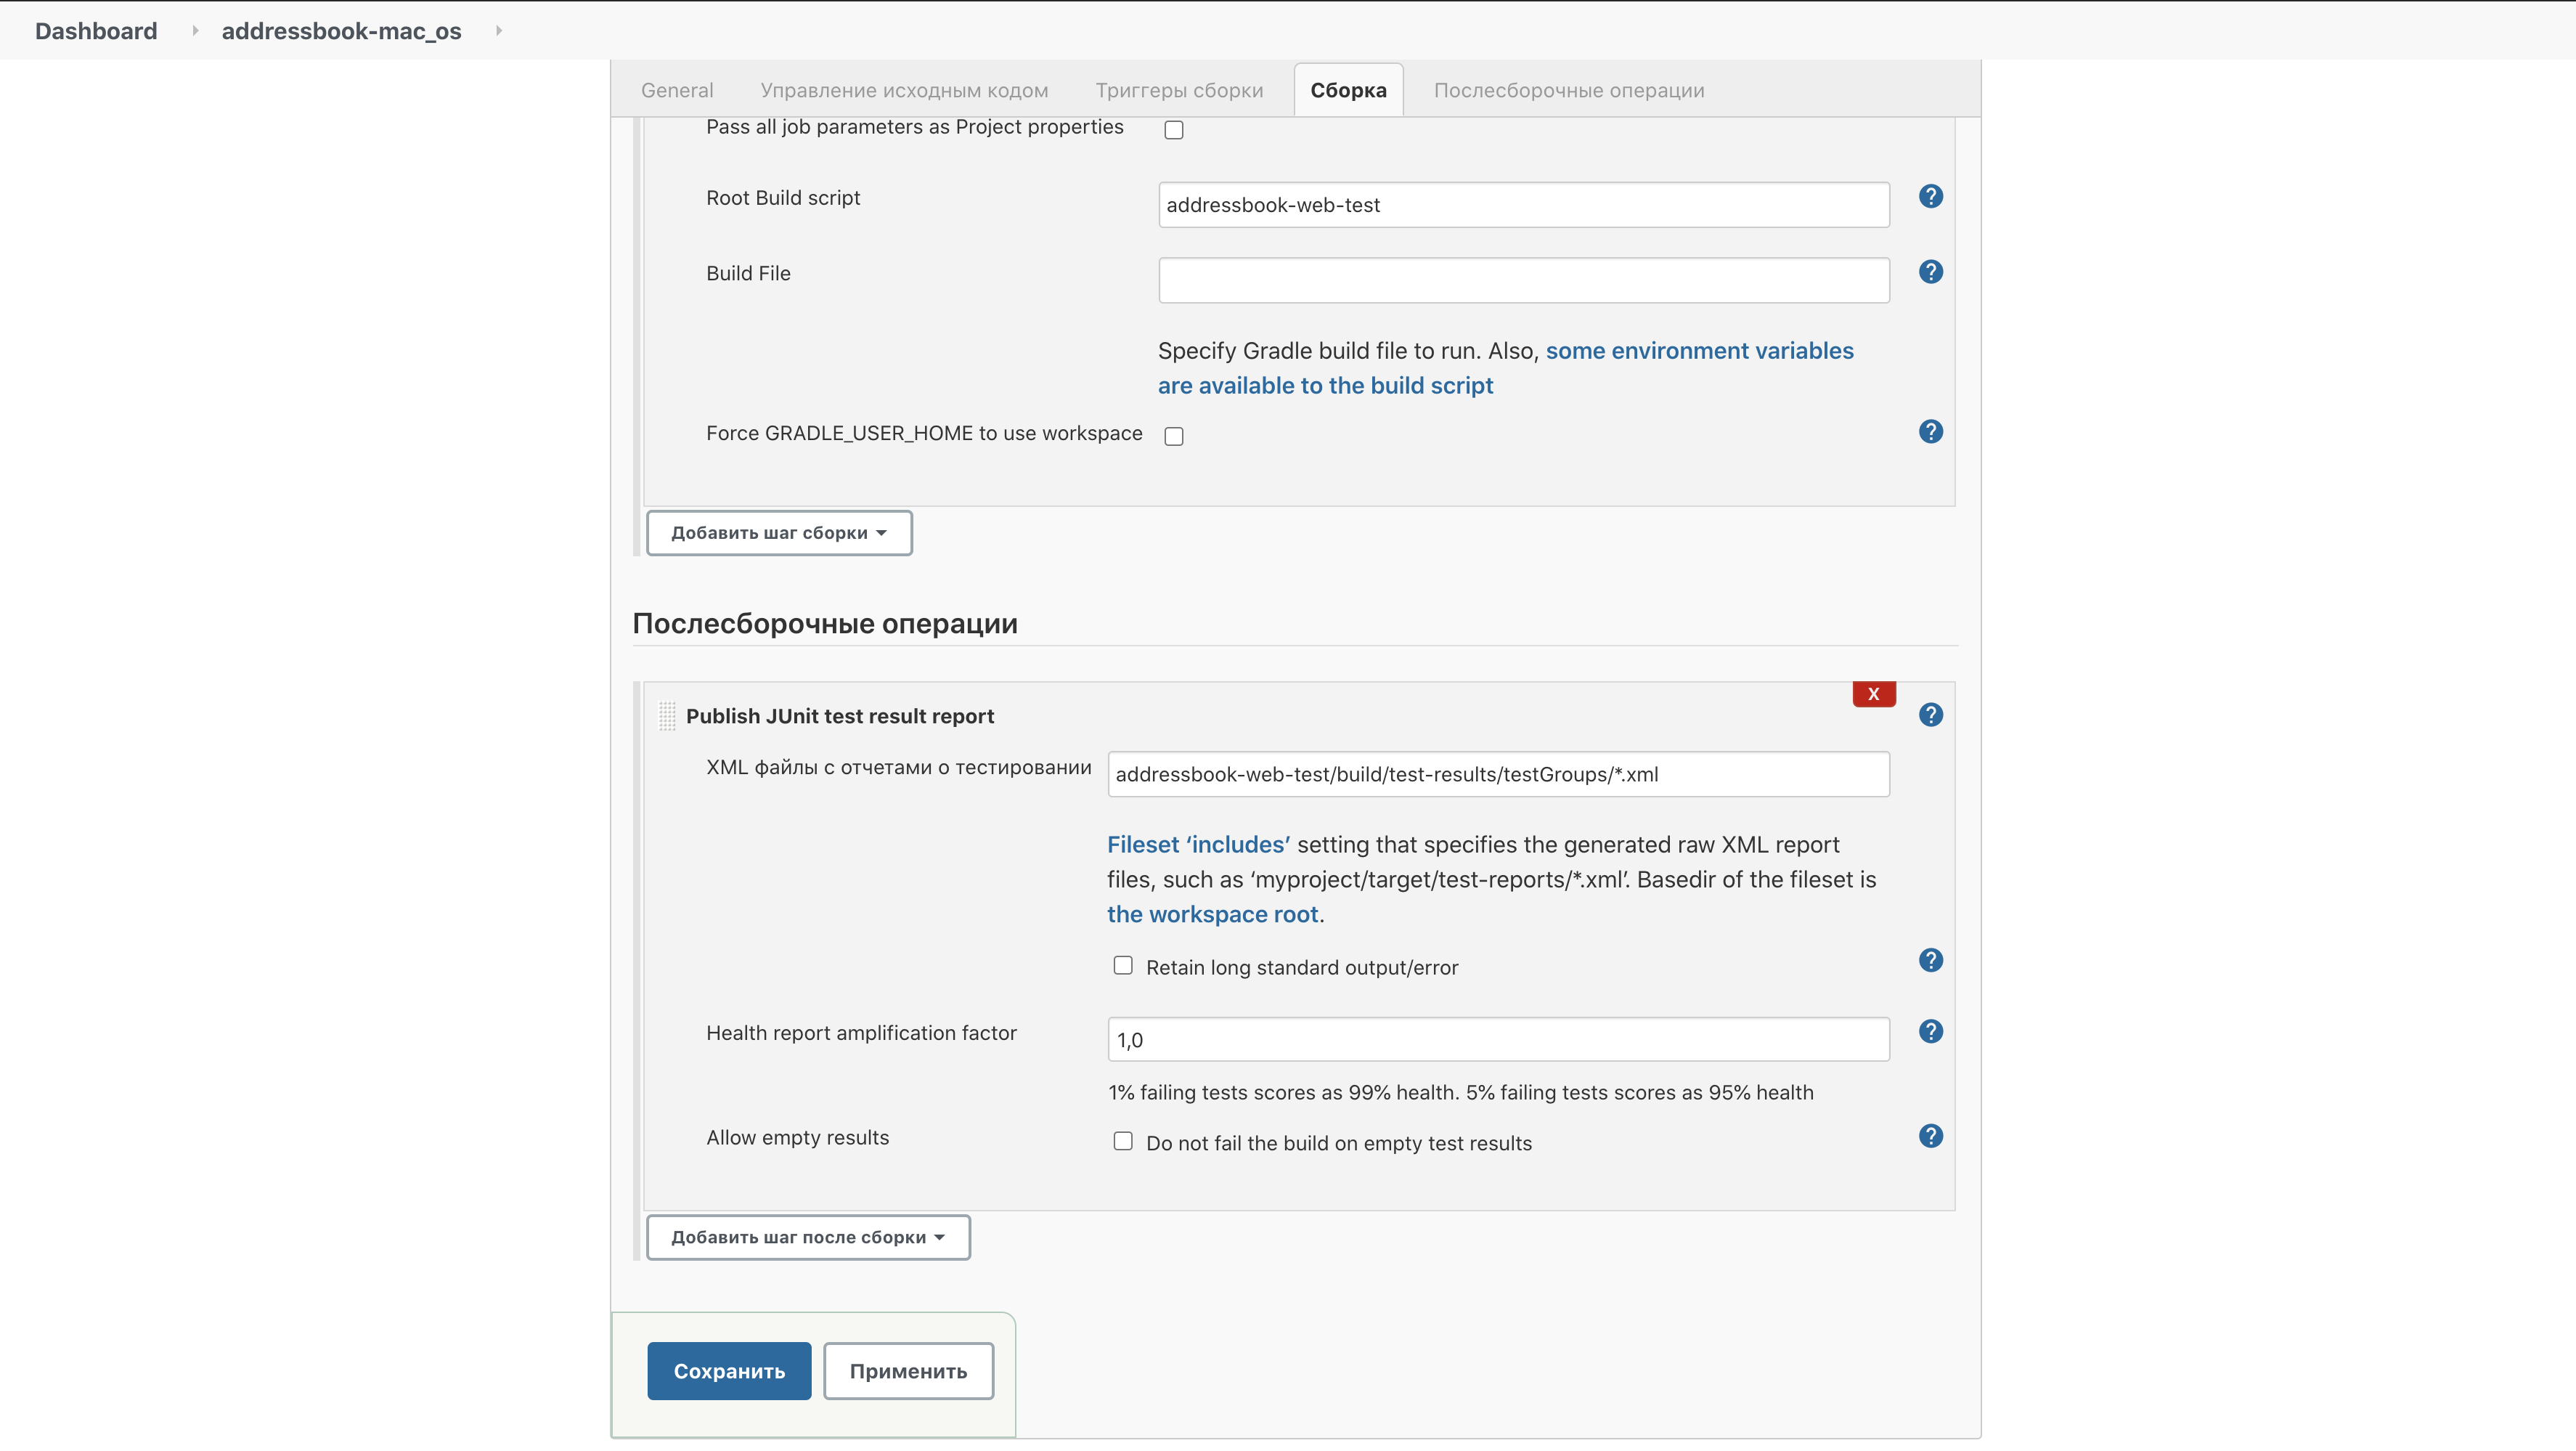 Dashboard addressbook-mac_os
General Управление исходным кодом Триггеры сборки Сборка Послесборочные операции
Pass all job parameters as Project properties
Root Build script addressbook-web-test ?
Build File ?
Specify Gradle build file to run. Also, some environment variables
are available to the build script
Force GRADLE_USER_HOME to use workspace ?
Добавить шаг сборки
Послесборочные операции
X
Publish JUnit test result report ?
XML файлы с отчетами о тестировании addressbook-web-test/build/test-results/testGroups/*.xml
Fileset ‘includes’ setting that specifies the generated raw XML report
files, such as ‘myproject/target/test-reports/*.xml’. Basedir of the fileset is
the workspace root.
Retain long standard output/error ?
Health report amplification factor 1,0 ?
1% failing tests scores as 99% health. 5% failing tests scores as 95% health
Allow empty results Do not fail the build on empty test results ?
Добавить шаг после сборки
Сохранить Применить